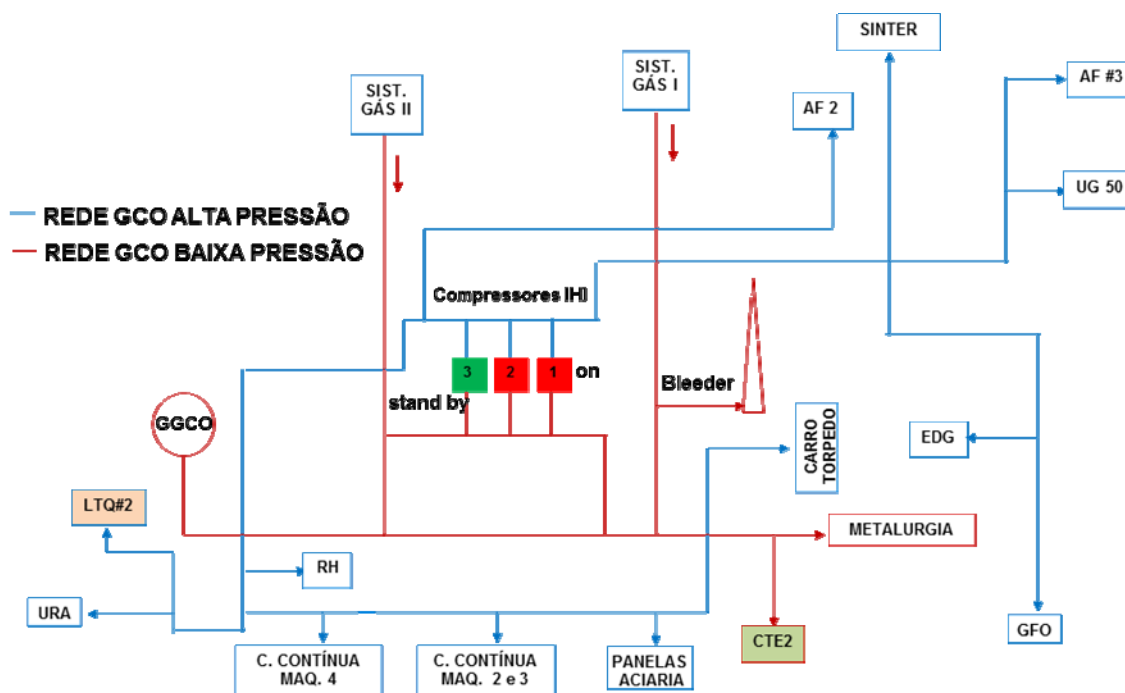 SINTER
SIST.
GÁS II
SIST.
GÁS I
AF 2
AF #3
UG 50
REDE GCO ALTA PRESSÃO
REDE GCO BAIXA PRESSÃO
Compressores IHI
3
2
1
on
stand by
Bleeder
GGCO
CARRO
TORPEDO
EDG
LTQ#2
METALURGIA
RH
URA
CTE2
GFO
C. CONTÍNUA
MAQ. 4
C. CONTÍNUA
MAQ. 2 e 3
PANELAS
ACIARIA